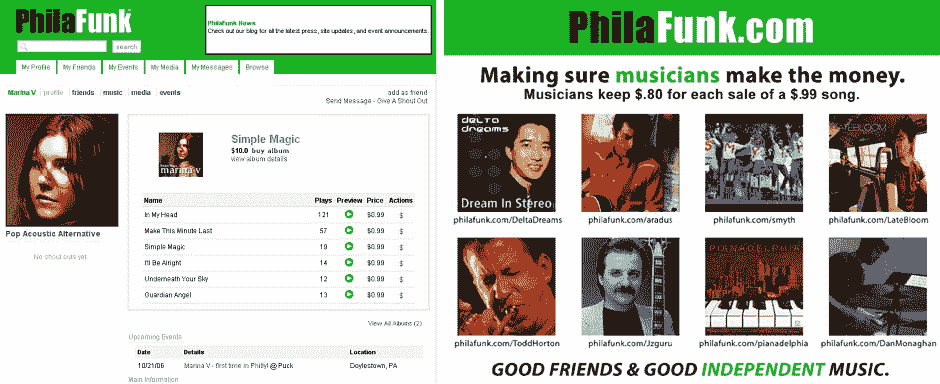 PhilaFunk
search
PhilaFunk News
Check out our blog for all the latest press, site updates, and event announcements.
My Profile My Friends My Events My Media My Messages Browse
Marina V profile friends music media events
add as friend
Send Message - Give A Shout Out
Pop Acoustic Alternative
No shout outs yet.
marina v
Simple Magic
$10.0 buy album
view album details
Name Plays Preview Price Actions
In My Head 121 $0.99 $
Make This Minute Last 57 $0.99 $
Simple Magic 19 $0.99 $
I'll Be Alright 14 $0.99 $
Underneath Your Sky 12 $0.99 $
Guardian Angel 13 $0.99 $
View All Albums (2)
Upcoming Events
Date Details Location
10/21/06 Marina V - first time in Philly! @ Puck Doylestown, PA
Main Information
PhilaFunk.com
Making sure musicians make the money.
Musicians keep $.80 for each sale of a $.99 song.
delta
dreams
Dream In Stereo
philafunk.com/DeltaDreams
philafunk.com/aradus
philafunk.com/smyth
philafunk.com/LateBloom
PIANADELPHIA
philafunk.com/ToddHorton
philafunk.com/Jzguru
philafunk.com/pianadelphia
philafunk.com/DanMonaghan
GOOD FRIENDS & GOOD INDEPENDENT MUSIC.